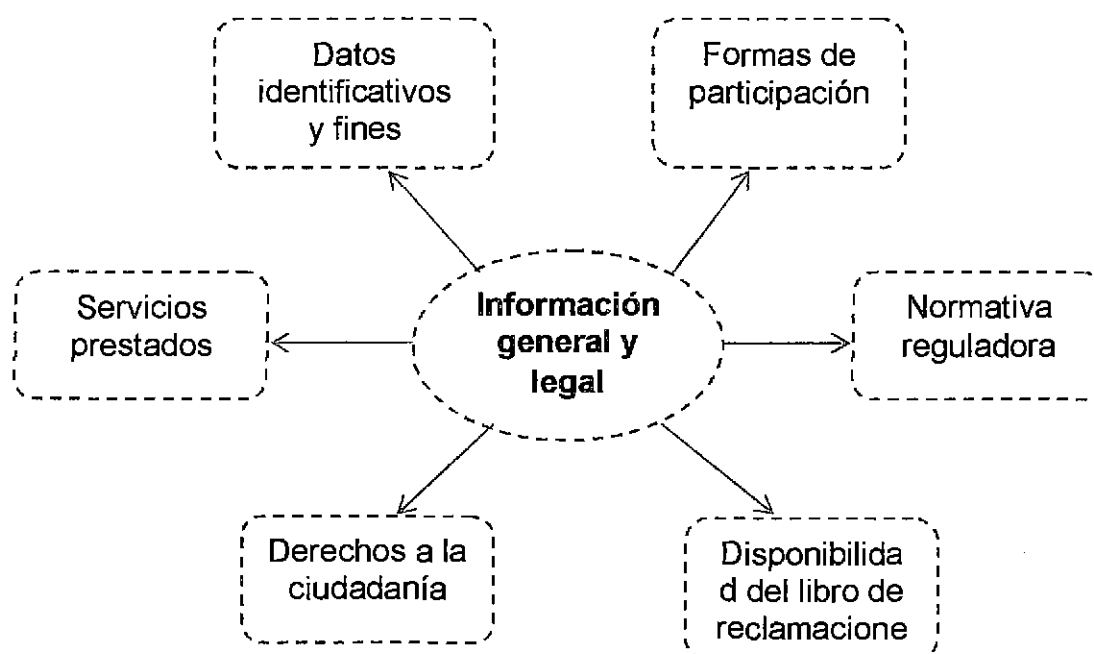 Datos
identificativos
y fines
Formas de
participación
Servicios
prestados
Información
general y
legal
Normativa
reguladora
Derechos a la
ciudadanía
Disponibilida
d del libro de
reclamacione